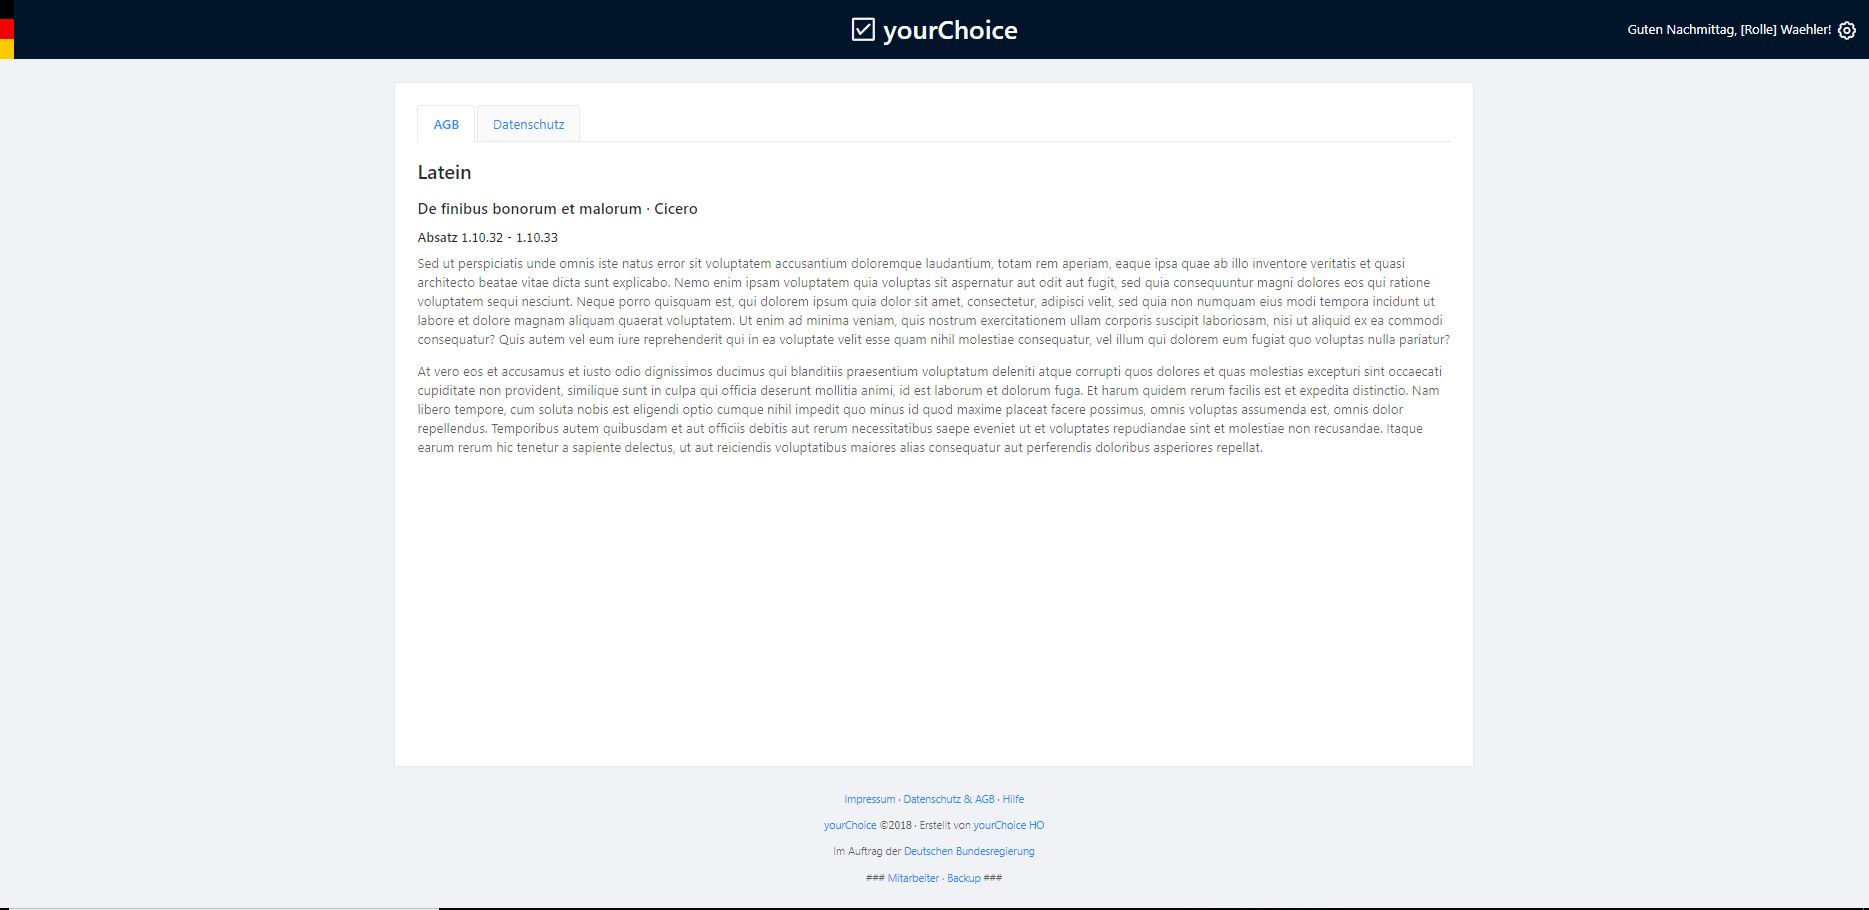 yourChoice
Guten Nachmittag, [Rolle] Waehler!
AGB
Datenschutz
Latein
De finibus bonorum et malorum · Cicero
Absatz 1.10.32 - 1.10.33
Sed ut perspiciatis unde omnis iste natus error sit voluptatem accusantium doloremque laudantium, totam rem aperiam, eaque ipsa quae ab illo inventore veritatis et quasi
architecto beatae vitae dicta sunt explicabo. Nemo enim ipsam voluptatem quia voluptas sit aspernatur aut odit aut fugit, sed quia consequuntur magni dolores eos qui ratione
voluptatem sequi nesciunt. Neque porro quisquam est, qui dolorem ipsum quia dolor sit amet, consectetur, adipisci velit, sed quia non numquam eius modi tempora incidunt ut
labore et dolore magnam aliquam quaerat voluptatem. Ut enim ad minima veniam, quis nostrum exercitationem ullam corporis suscipit laboriosam, nisi ut aliquid ex ea commodi
consequatur? Quis autem vel eum iure reprehenderit qui in ea voluptate velit esse quam nihil molestiae consequatur, vel illum qui dolorem eum fugiat quo voluptas nulla pariatur?
At vero eos et accusamus et iusto odio dignissimos ducimus qui blanditiis praesentium voluptatum deleniti atque corrupti quos dolores et quas molestias excepturi sint occaecati
cupiditate non provident, similique sunt in culpa qui officia deserunt mollitia animi, id est laborum et dolorum fuga. Et harum quidem rerum facilis est et expedita distinctio. Nam
libero tempore, cum soluta nobis est eligendi optio cumque nihil impedit quo minus id quod maxime placeat facere possimus, omnis voluptas assumenda est, omnis dolor
repellendus. Temporibus autem quibusdam et aut officiis debitis aut rerum necessitatibus saepe eveniet ut et voluptates repudiandae sint et molestiae non recusandae. Itaque
earum rerum hic tenetur a sapiente delectus, ut aut reiciendis voluptatibus maiores alias consequatur aut perferendis doloribus asperiores repellat.
Impressum · Datenschutz & AGB · Hilfe
yourChoice ©2018 · Erstellt von yourChoice HO
Im Auftrag der Deutschen Bundesregierung
### Mitarbeiter · Backup ###